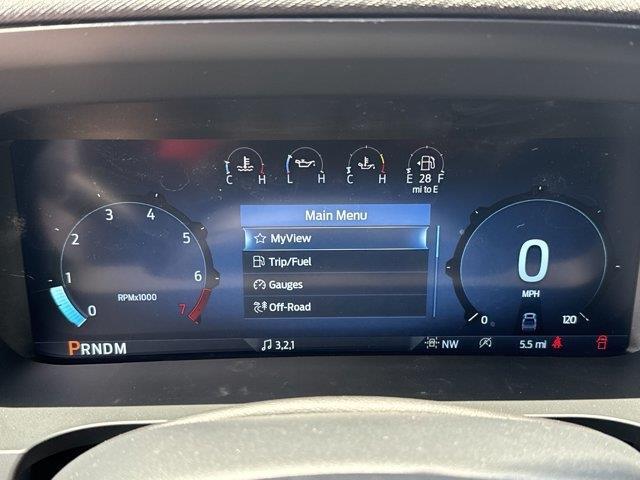 C H L H C H E 28 F
mi to E
Main Menu
MyView
Trip/Fuel
Gauges
Off-Road
0 1 2 3 4 5 6 7
RPMx1000
0
MPH
0 120
PRNDM
3,2,1
NW
5.5 mi